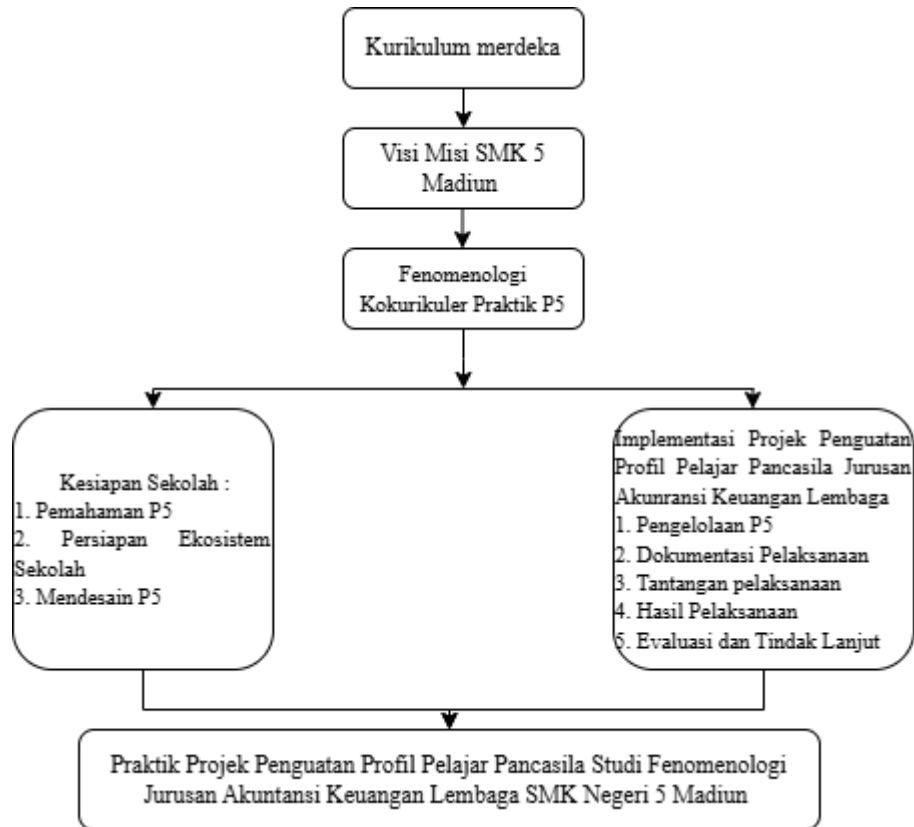 Kurikulum merdeka
Visi Misi SMK 5
Madiun
Fenomenologi
Kokurikuler Praktik P5
Kesiapan Sekolah :
1. Pemahaman P5
2. Persiapan Ekosistem
Sekolah
3. Mendesain P5
Implementasi Projek Penguatan
Profil Pelajar Pancasila Jurusan
Akunransi Keuangan Lembaga
1. Pengelolaan P5
2. Dokumentasi Pelaksanaan
3. Tantangan pelaksanaan
4. Hasil Pelaksanaan
5. Evaluasi dan Tindak Lanjut
Praktik Projek Penguatan Profil Pelajar Pancasila Studi Fenomenologi
Jurusan Akuntansi Keuangan Lembaga SMK Negeri 5 Madiun